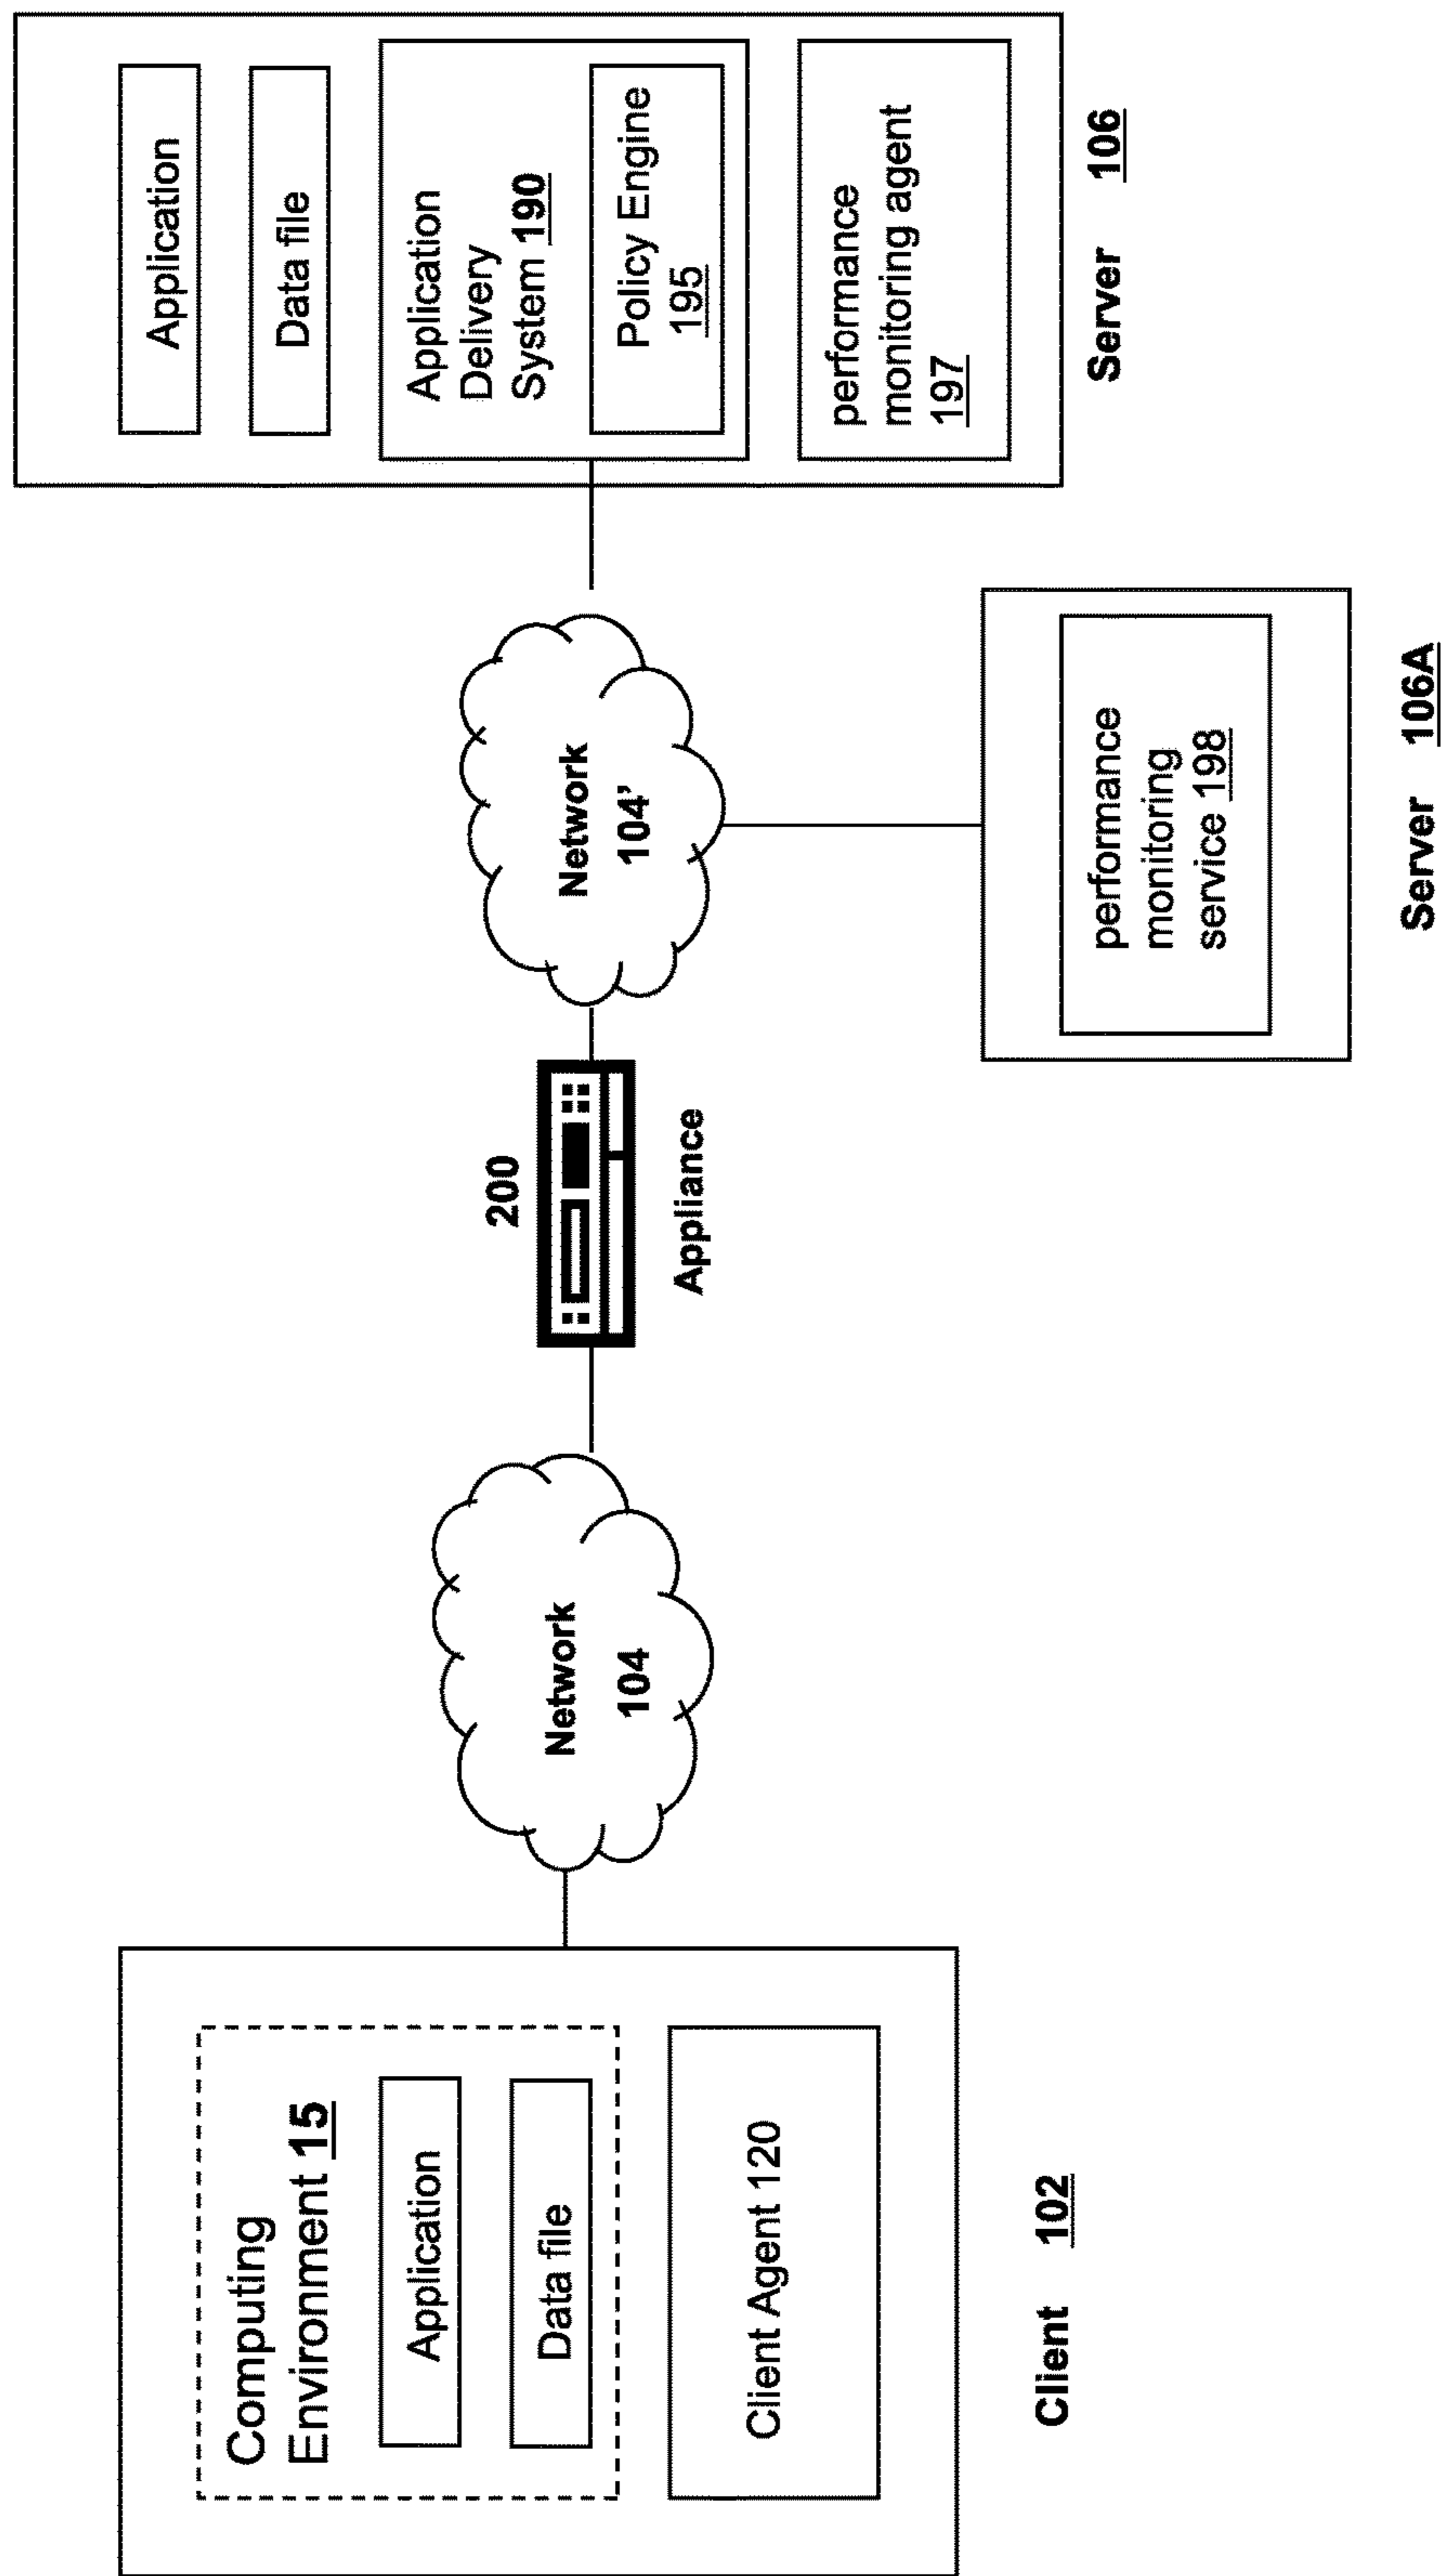 Computing
Environment 15
Application
Data file
Client Agent 120
Client 102
Network
104
200
Appliance
Network
104’
performance
monitoring
service 198
Server 106A
Application
Data file
Application
Delivery
System 190
Policy Engine
195
performance
monitoring agent
197
Server 106